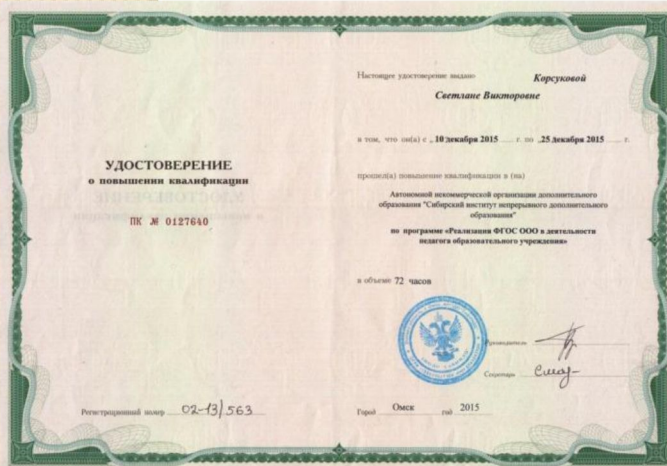 УДОСТОВЕРЕНИЕ
о повышении квалификации
ПК № 0127640
Регистрационный номер 02-13/563
Настоящее удостоверение выдано Корсуковой
Светлане Викторовне
в том, что он(а) с „ 10 декабря 2015 г. по „25 декабря 2015 г.
прошел(а) повышение квалификации в (на)
Автономной некоммерческой организации дополнительного
образования "Сибирский институт непрерывного дополнительного
образования"
по программе «Реализация ФГОС ООО в деятельности
педагога образовательного учреждения»
в объеме 72 часов
Руководитель
Секретарь
Город Омск год 2015